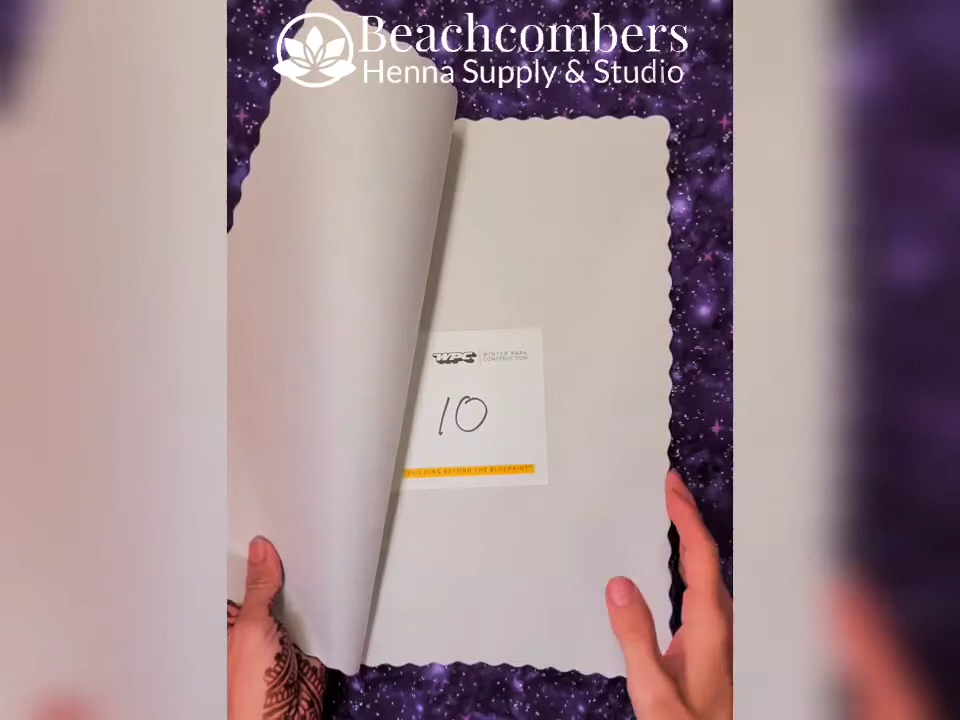 Beachcombers
Henna Supply & Studio
WPC
WINTER PARK
CONSTRUCTION
10
"BUILDING BEYOND THE BLUEPRINT"